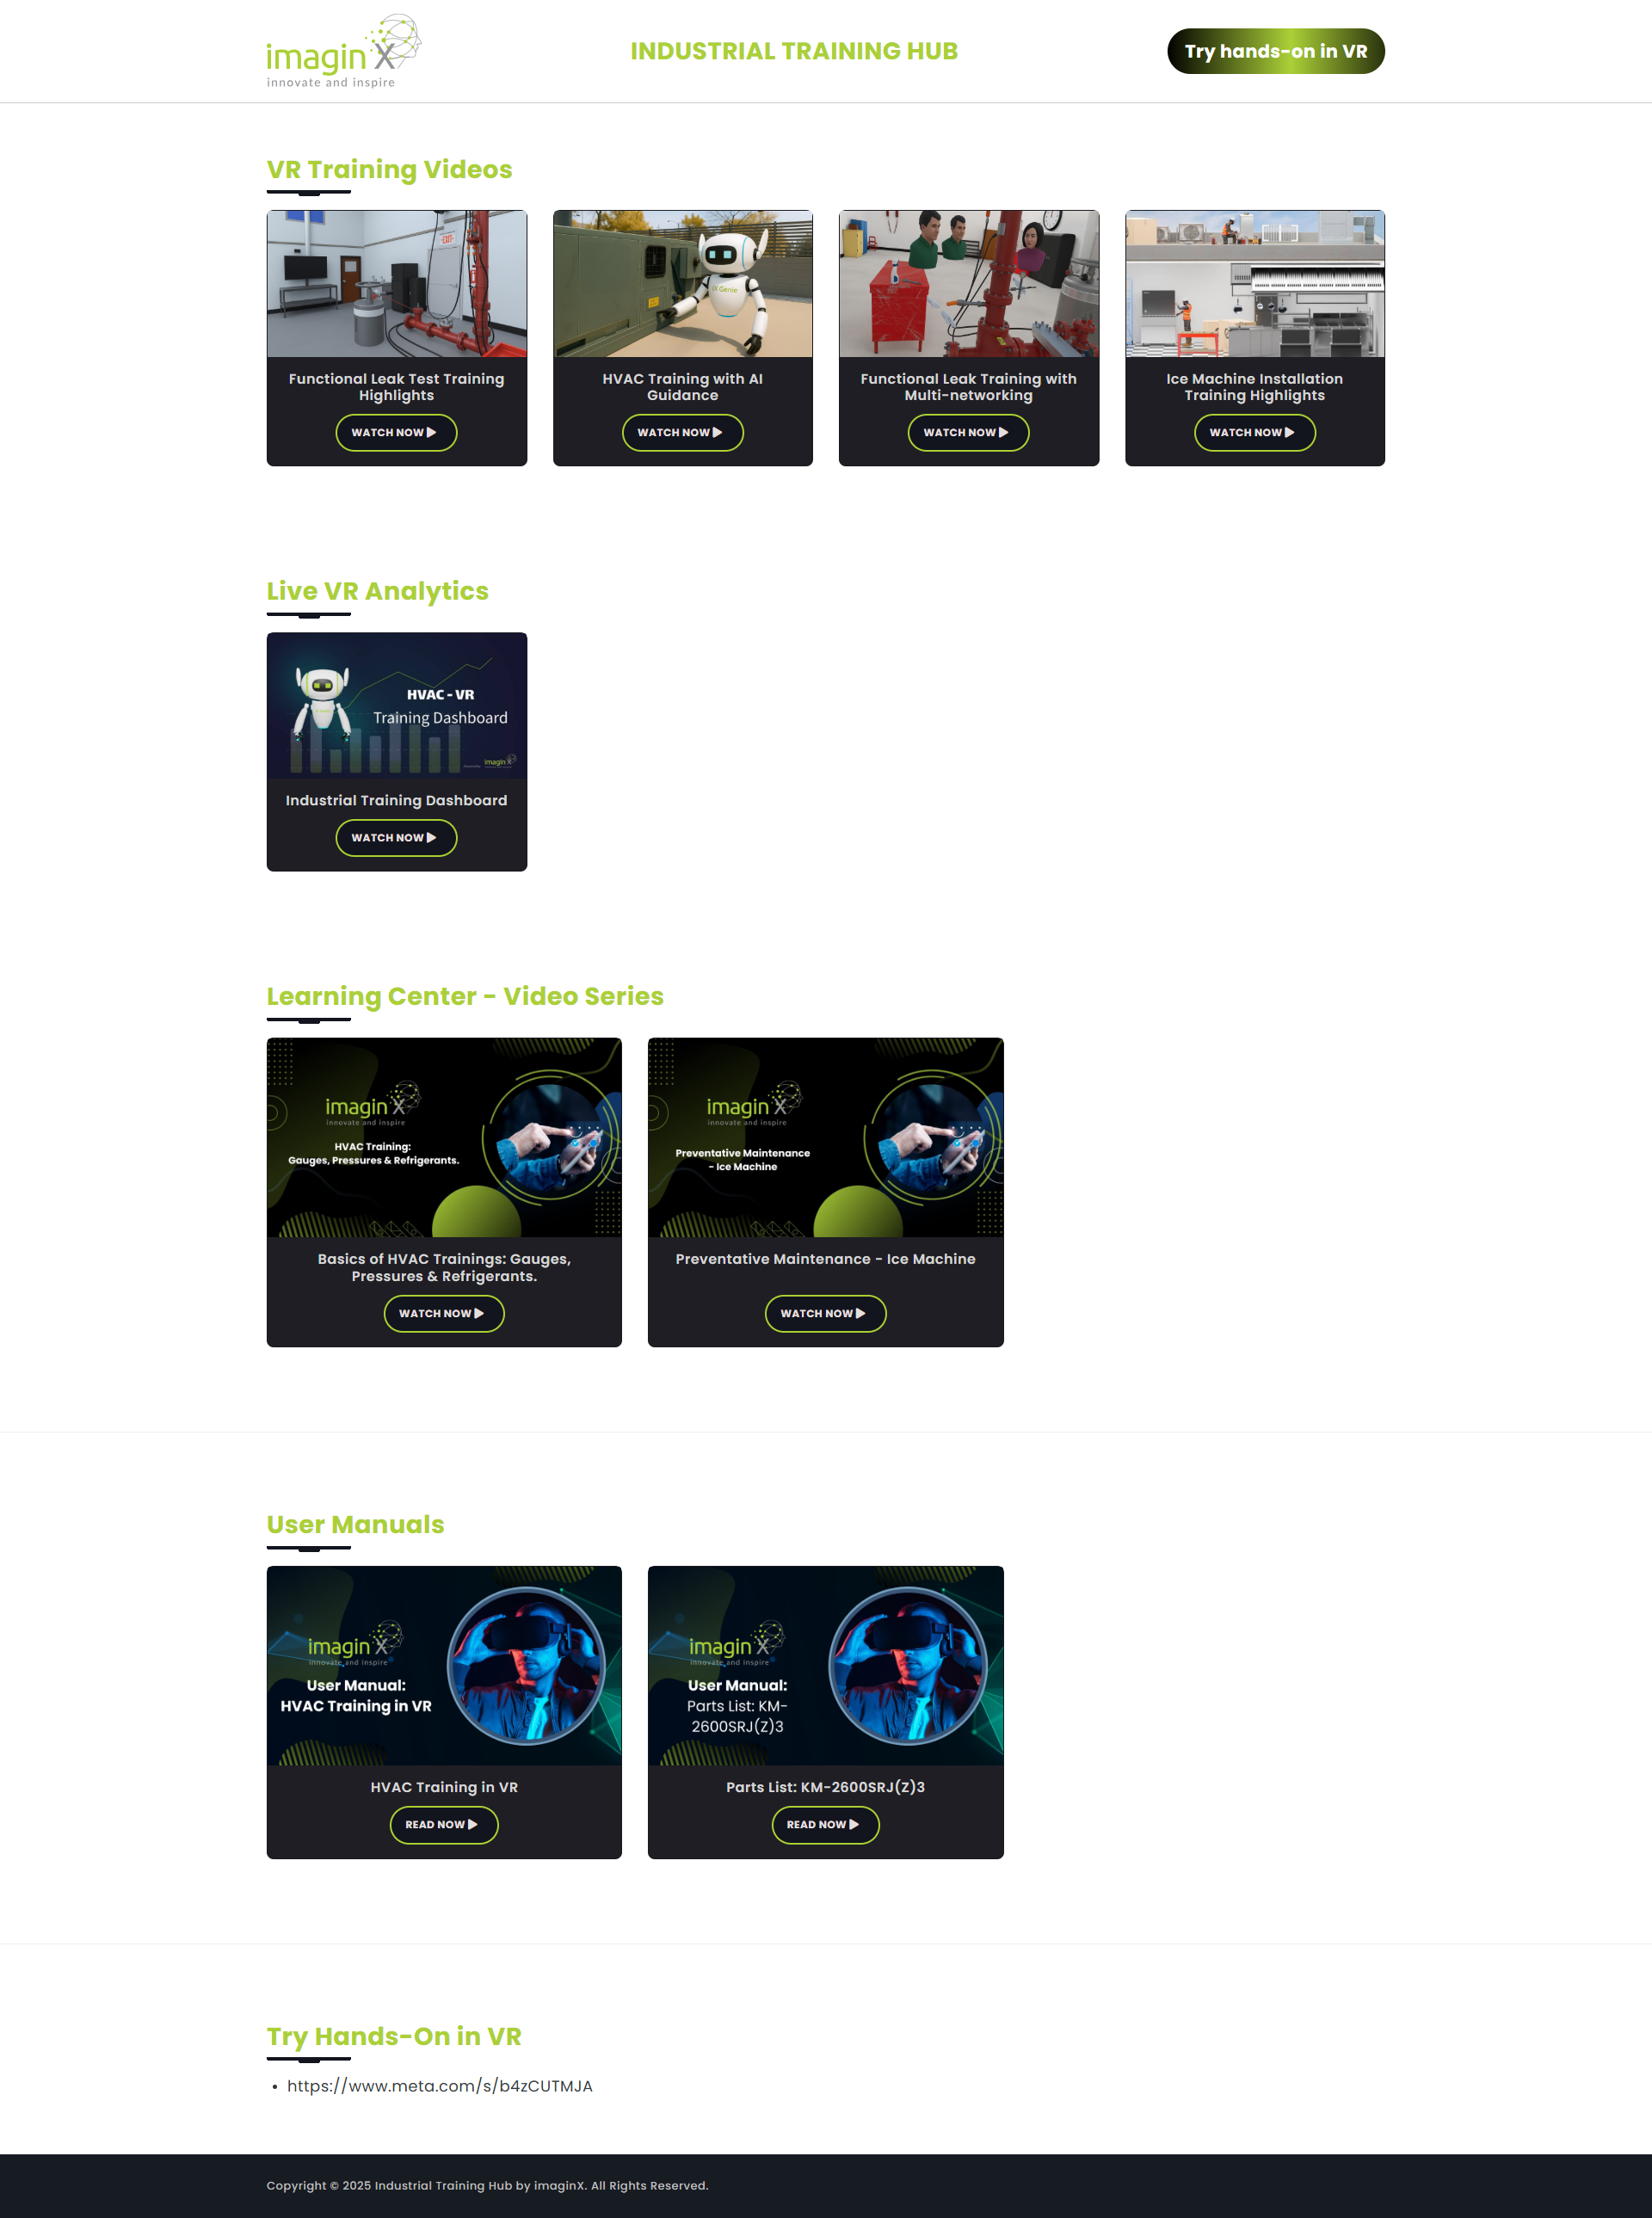 imagin X
innovate and inspire
INDUSTRIAL TRAINING HUB
Try hands-on in VR
VR Training Videos
EXIT
X Genie
Functional Leak Test Training
Highlights
WATCH NOW
HVAC Training with AI
Guidance
WATCH NOW
Functional Leak Training with
Multi-networking
WATCH NOW
Ice Machine Installation
Training Highlights
WATCH NOW
Live VR Analytics
HVAC - VR
Training Dashboard
imagin X
Industrial Training Dashboard
WATCH NOW
Learning Center - Video Series
imagin X
innovate and inspire
HVAC Training:
Gauges, Pressures & Refrigerants.
Basics of HVAC Trainings: Gauges,
Pressures & Refrigerants.
WATCH NOW
imagin X
innovate and inspire
Preventative Maintenance
- Ice Machine
Preventative Maintenance - Ice Machine
WATCH NOW
User Manuals
imagin X
innovate and inspire
User Manual:
HVAC Training in VR
HVAC Training in VR
READ NOW
imagin X
innovate and inspire
User Manual:
Parts List: KM-
2600SRJ(Z)3
Parts List: KM-2600SRJ(Z)3
READ NOW
Try Hands-On in VR
• https://www.meta.com/s/b4zCUTMJA
Copyright © 2025 Industrial Training Hub by imaginX. All Rights Reserved.